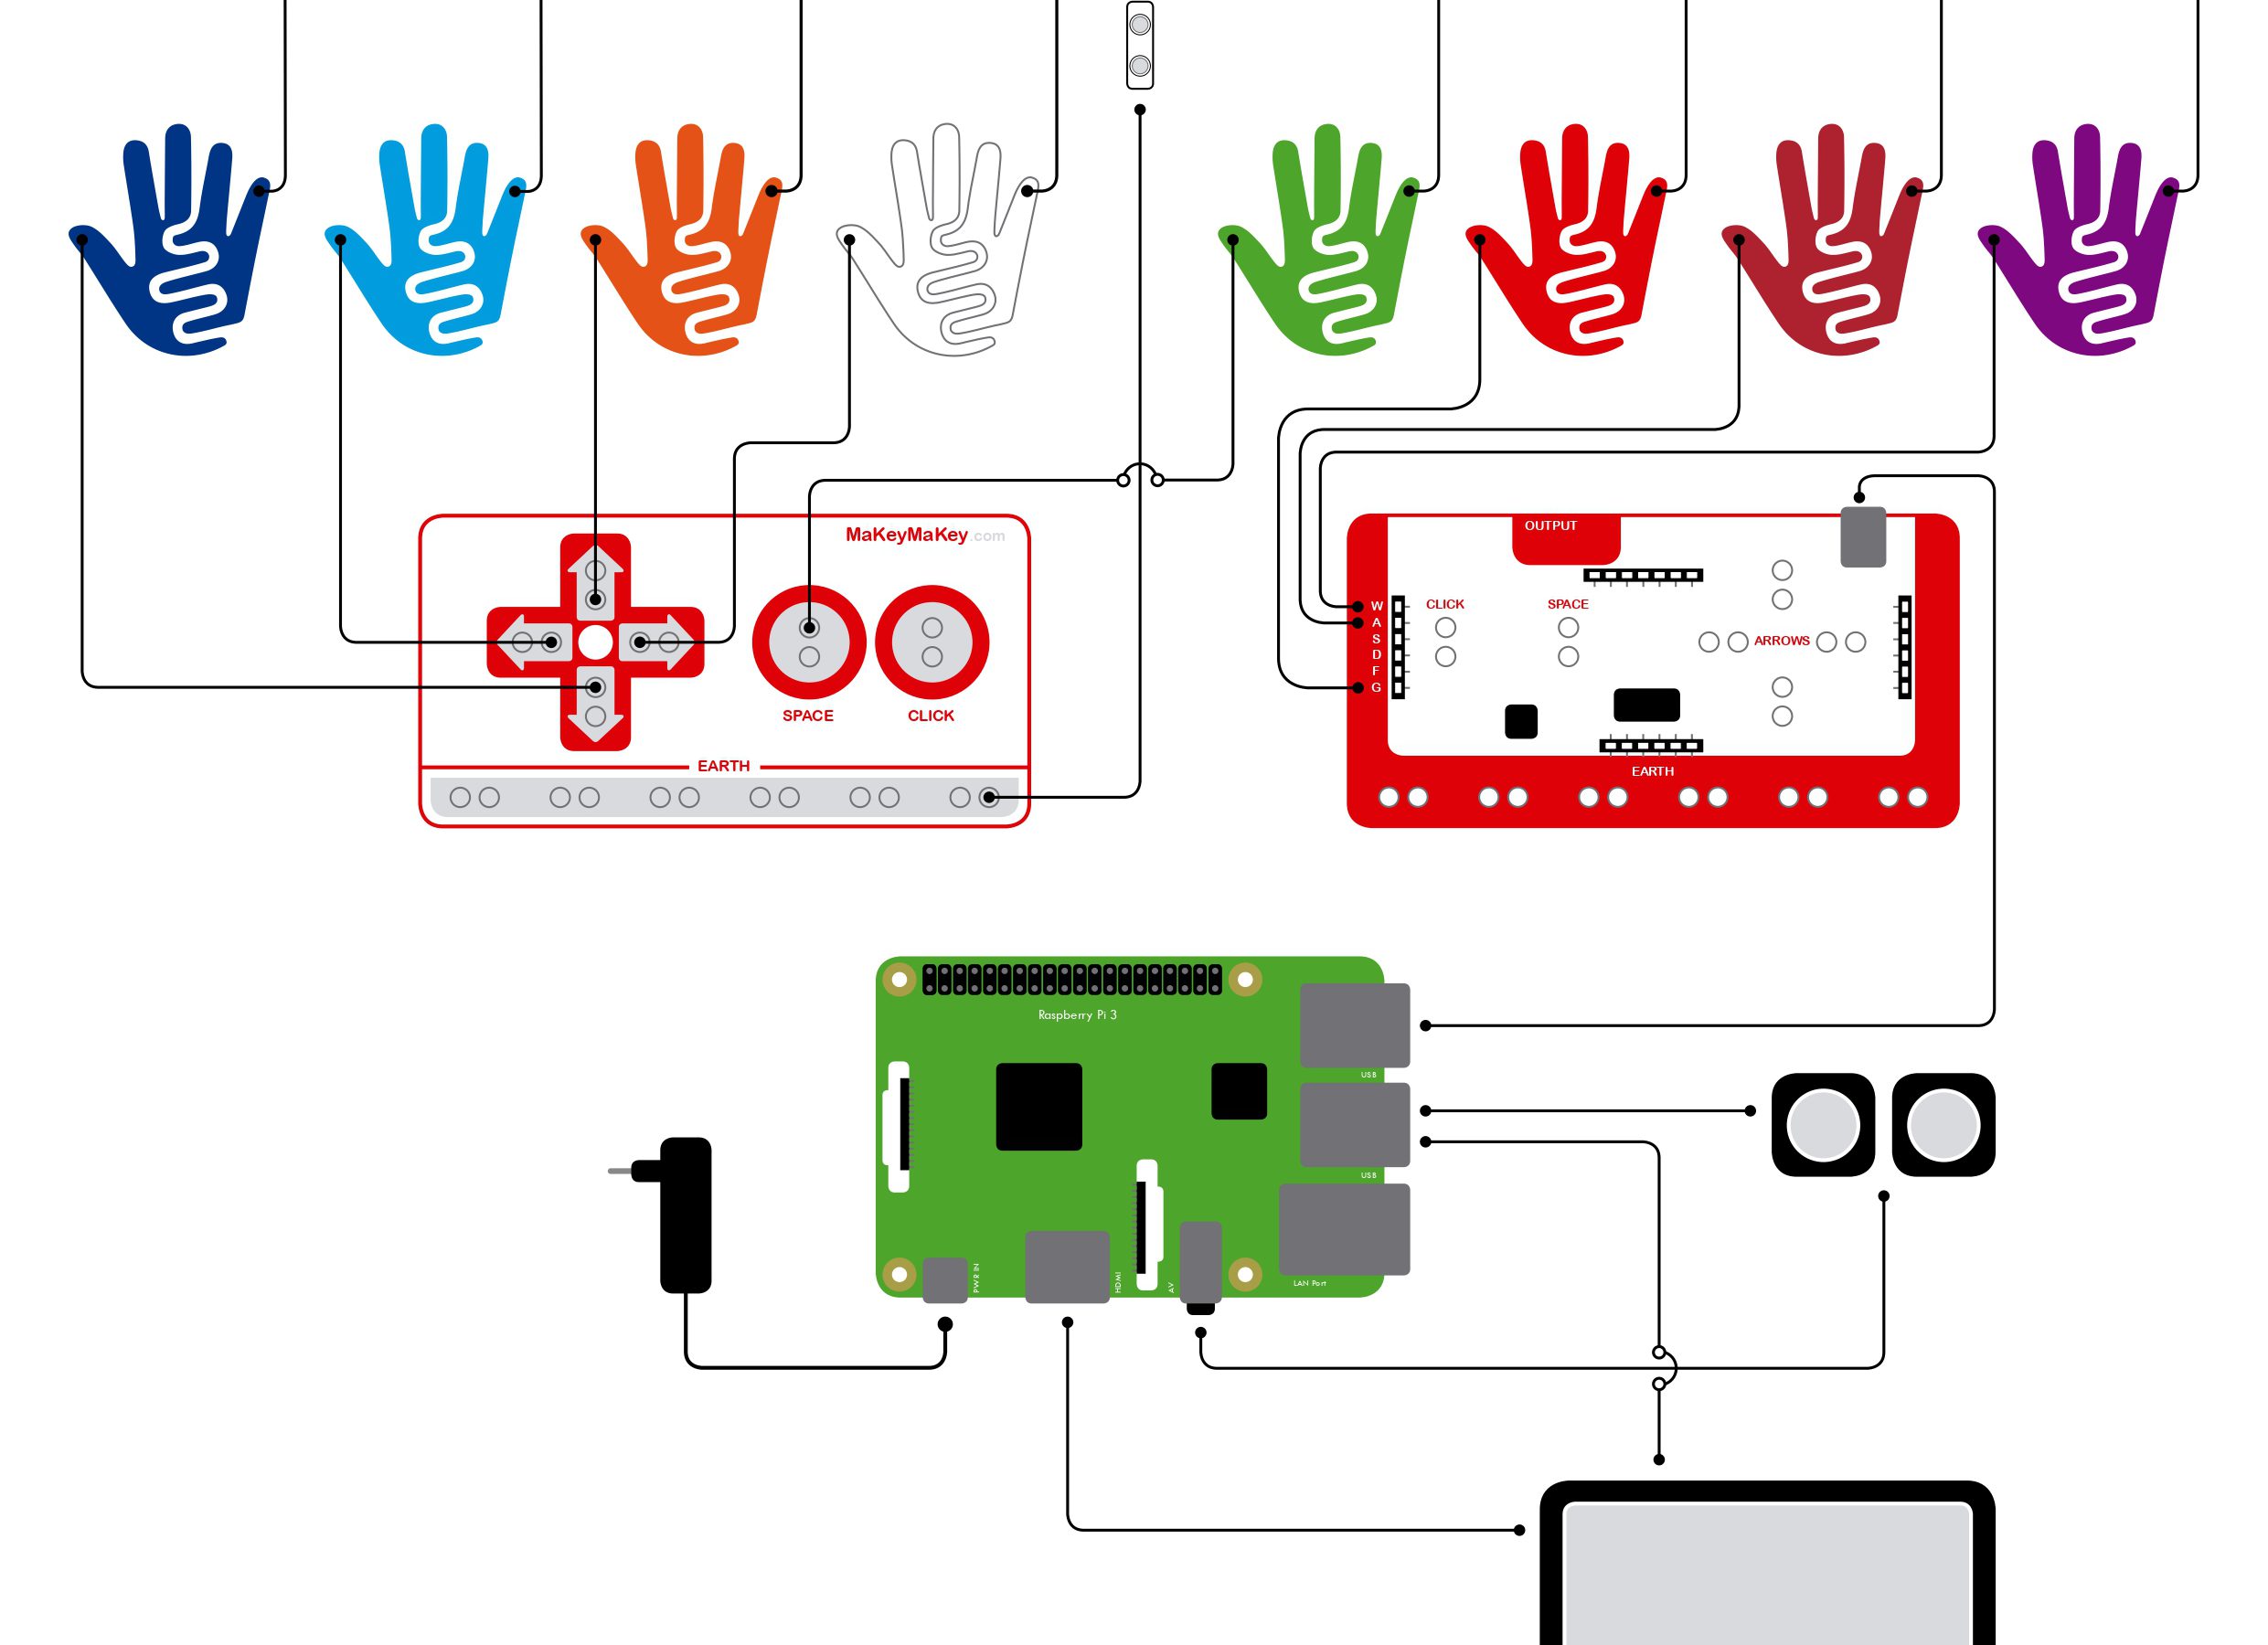 MaKeyMaKey.com
SPACE
CLICK
EARTH
OUTPUT
W
A
S
D
F
G
CLICK
SPACE
ARROWS
EARTH
Raspberry Pi 3
USB
USB
LAN Port
PWR IN
HDMI
AV